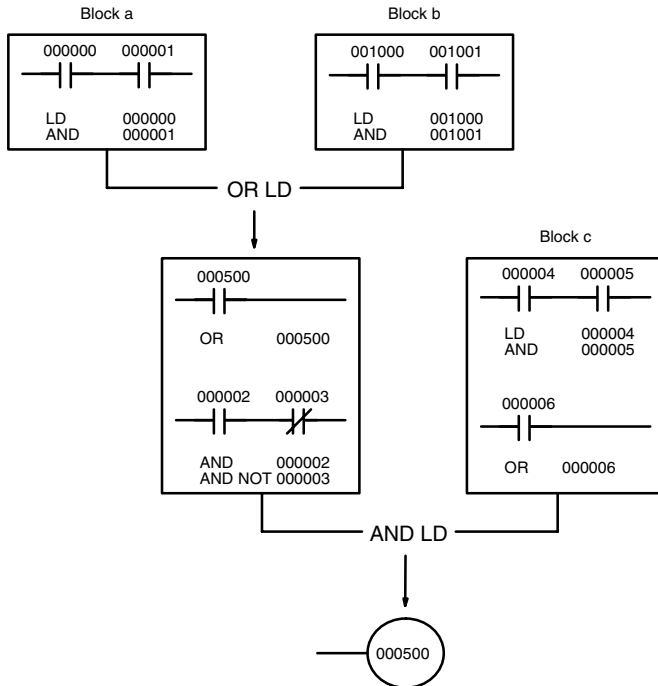 Block a
Block b
000000 000001
LD 000000
AND 000001
001000 001001
LD 001000
AND 001001
OR LD
Block c
000500
OR 000500
000002 000003
AND 000002
AND NOT 000003
000004 000005
LD 000004
AND 000005
000006
OR 000006
AND LD
000500